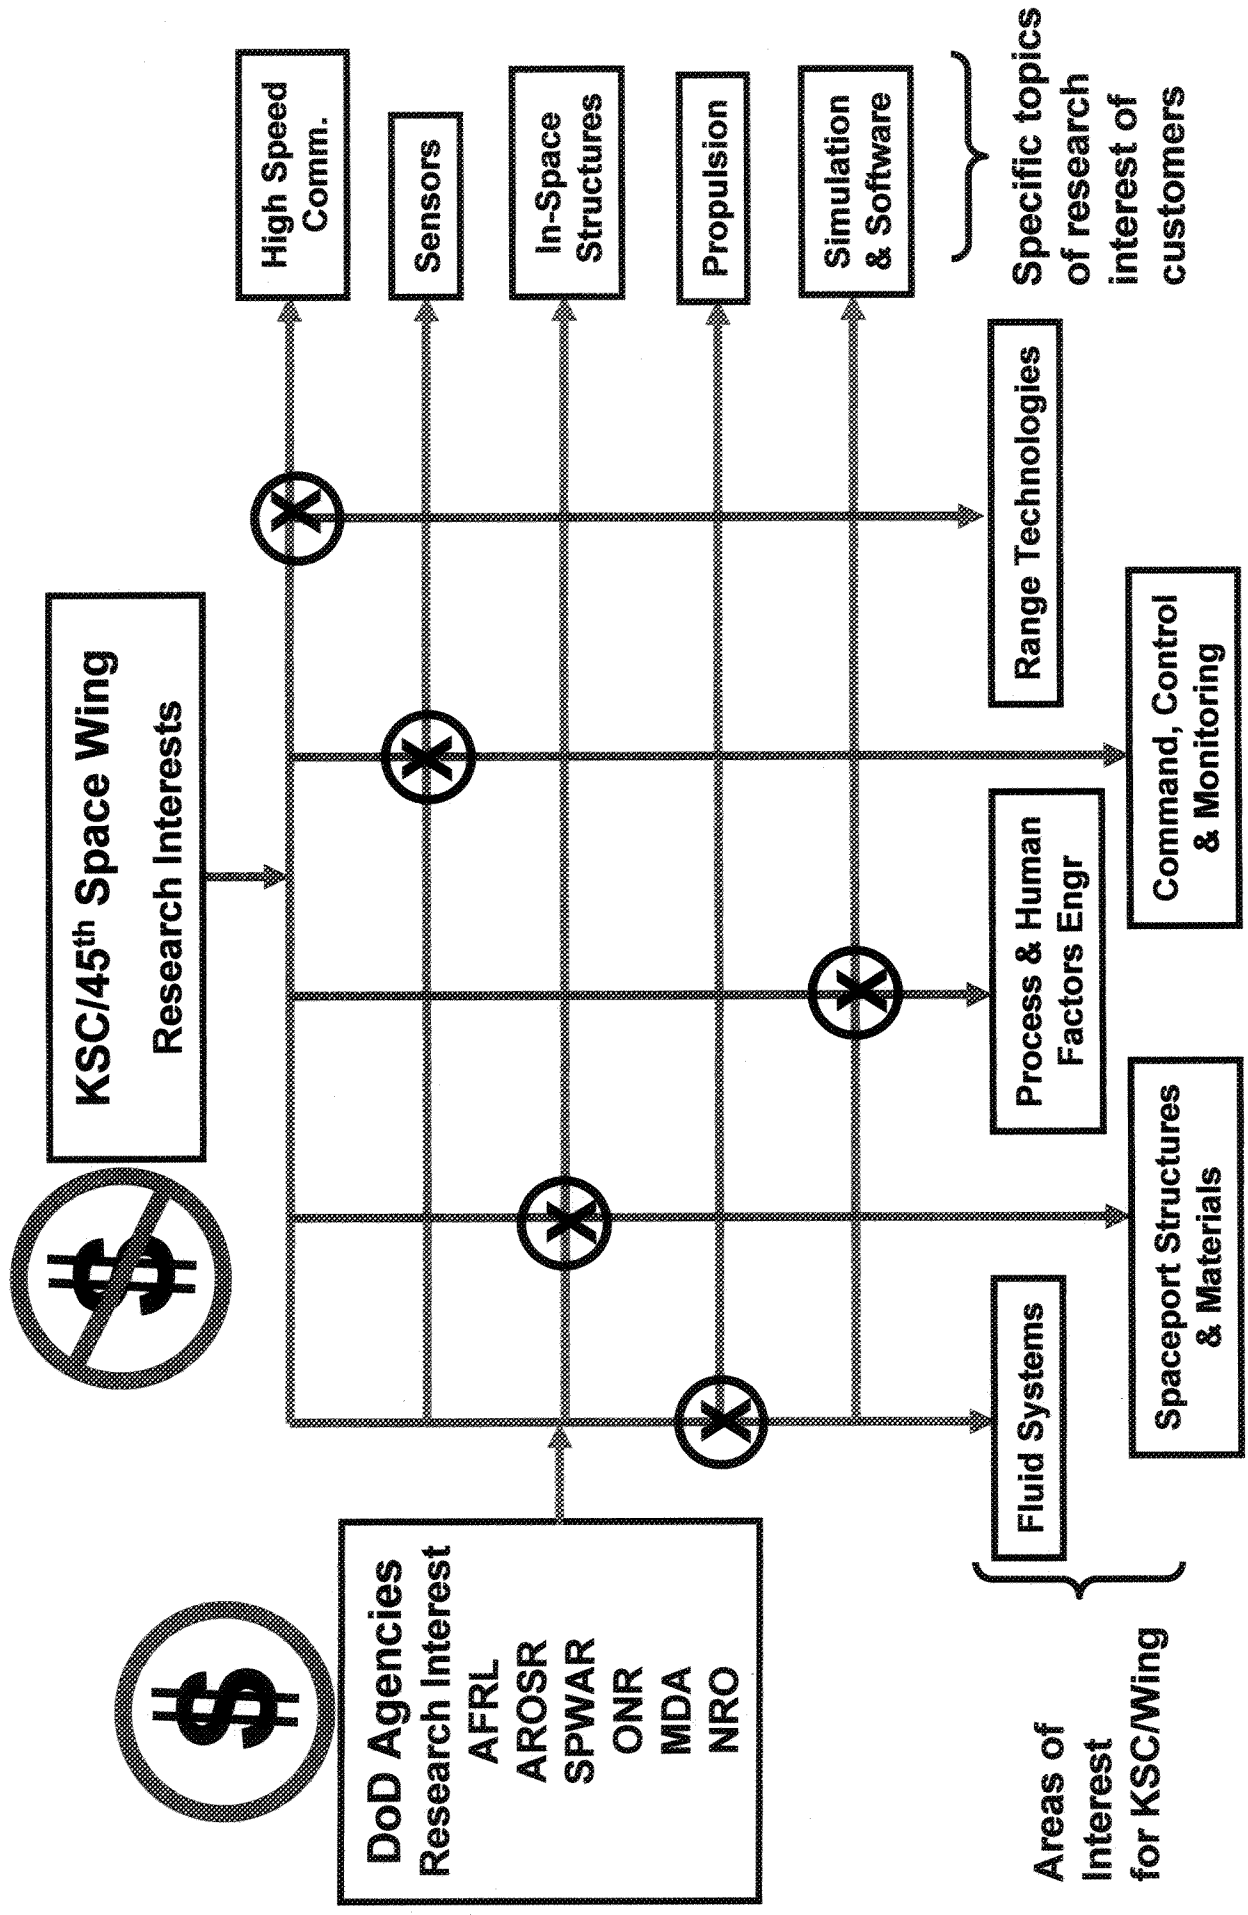 $
KSC/45th Space Wing
Research Interests
$
DoD Agencies
Research Interest
AFRL
AROSR
SPWAR
ONR
MDA
NRO
High Speed
Comm.
Sensors
In-Space
Structures
Propulsion
Simulation
& Software
X
X
X
X
X
Specific topics
of research
interest of
customers
Areas of
Interest
for KSC/Wing
Fluid Systems
Spaceport Structures
& Materials
Process & Human
Factors Engr
Command, Control
& Monitoring
Range Technologies